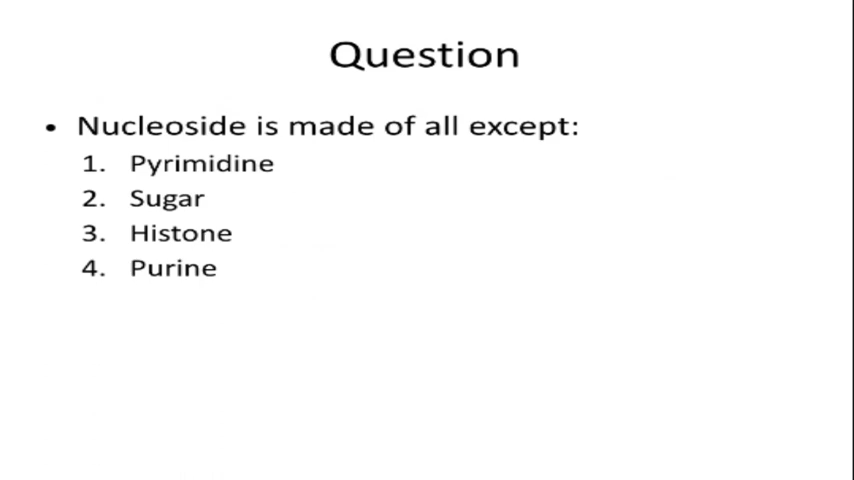 Question
• Nucleoside is made of all except:
1. Pyrimidine
2. Sugar
3. Histone
4. Purine